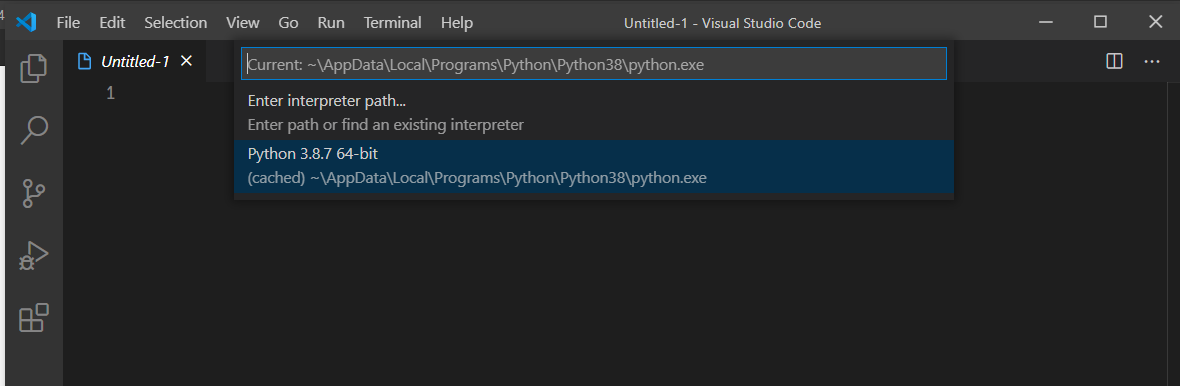 File Edit Selection View Go Run Terminal Help Untitled-1 - Visual Studio Code
Untitled-1
Current: ~\AppData\Local\Programs\Python\Python38\python.exe
1
Enter interpreter path...
Enter path or find an existing interpreter
Python 3.8.7 64-bit
(cached) ~\AppData\Local\Programs\Python\Python38\python.exe